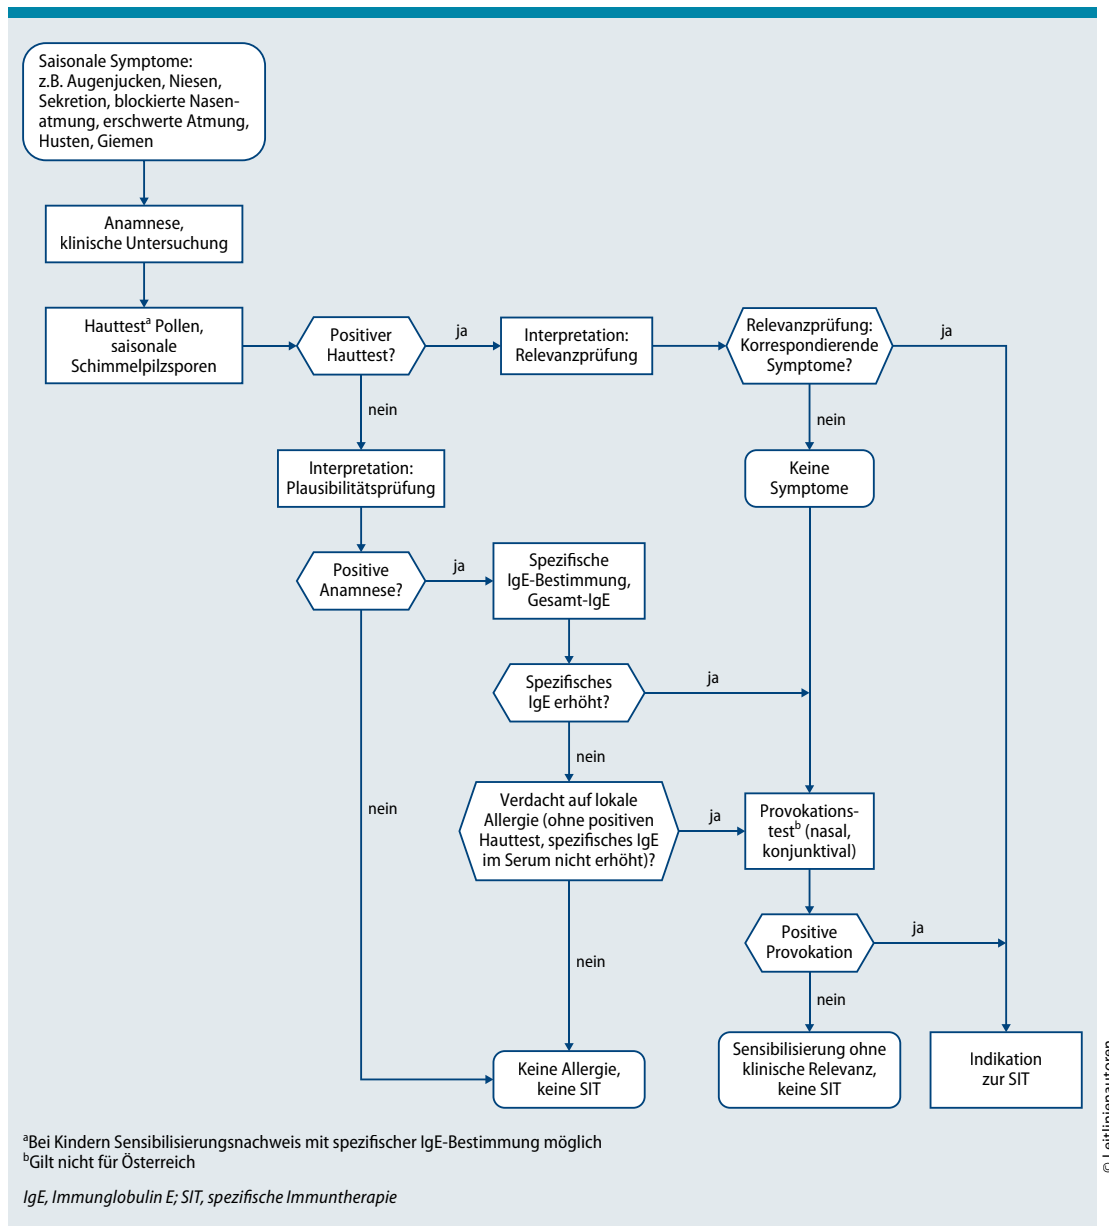 Saisonale Symptome:
z.B. Augenjucken, Niesen,
Sekretion, blockierte Nasen-
atmung, erschwerte Atmung,
Husten, Giemen
Anamnese,
klinische Untersuchung
Hauttestᵃ Pollen,
saisonale
Schimmelpilzsporen
Positiver
Hauttest?
ja
Interpretation:
Relevanzprüfung
Relevanzprüfung:
Korrespondierende
Symptome?
ja
nein
nein
Interpretation:
Plausibilitätsprüfung
Keine
Symptome
Positive
Anamnese?
ja
Spezifische
IgE-Bestimmung,
Gesamt-IgE
Spezifisches
IgE erhöht?
ja
nein
nein
Verdacht auf lokale
Allergie (ohne positiven
Hauttest, spezifisches IgE
im Serum nicht erhöht)?
ja
Provokations-
testᵇ (nasal,
konjunktival)
Positive
Provokation
ja
nein
nein
Keine Allergie,
keine SIT
Sensibilisierung ohne
klinische Relevanz,
keine SIT
Indikation
zur SIT
ᵃBei Kindern Sensibilisierungsnachweis mit spezifischer IgE-Bestimmung möglich
ᵇGilt nicht für Österreich
IgE, Immunglobulin E; SIT, spezifische Immuntherapie
© Leitlinienautoren